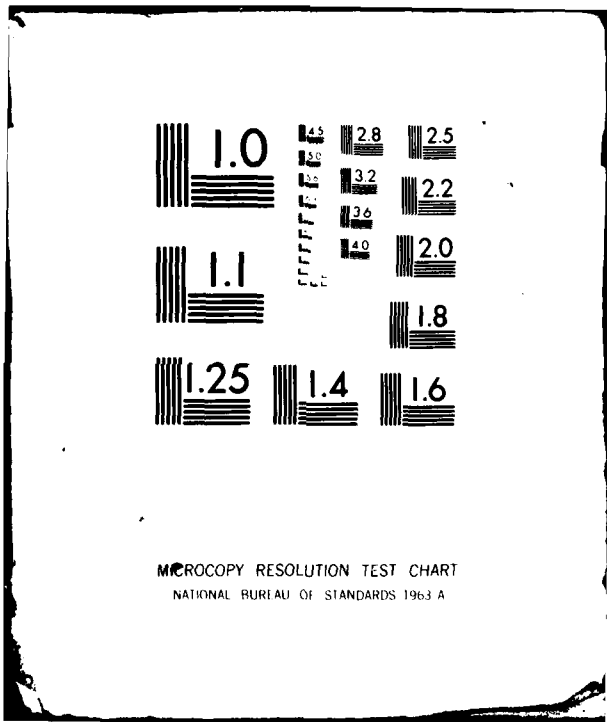 1.0 4.5 2.8 2.5
5.0 3.2 2.2
3.6
1.1 4.0 2.0
1.8
1.25 1.4 1.6
MICROCOPY RESOLUTION TEST CHART
NATIONAL BUREAU OF STANDARDS 1963 A